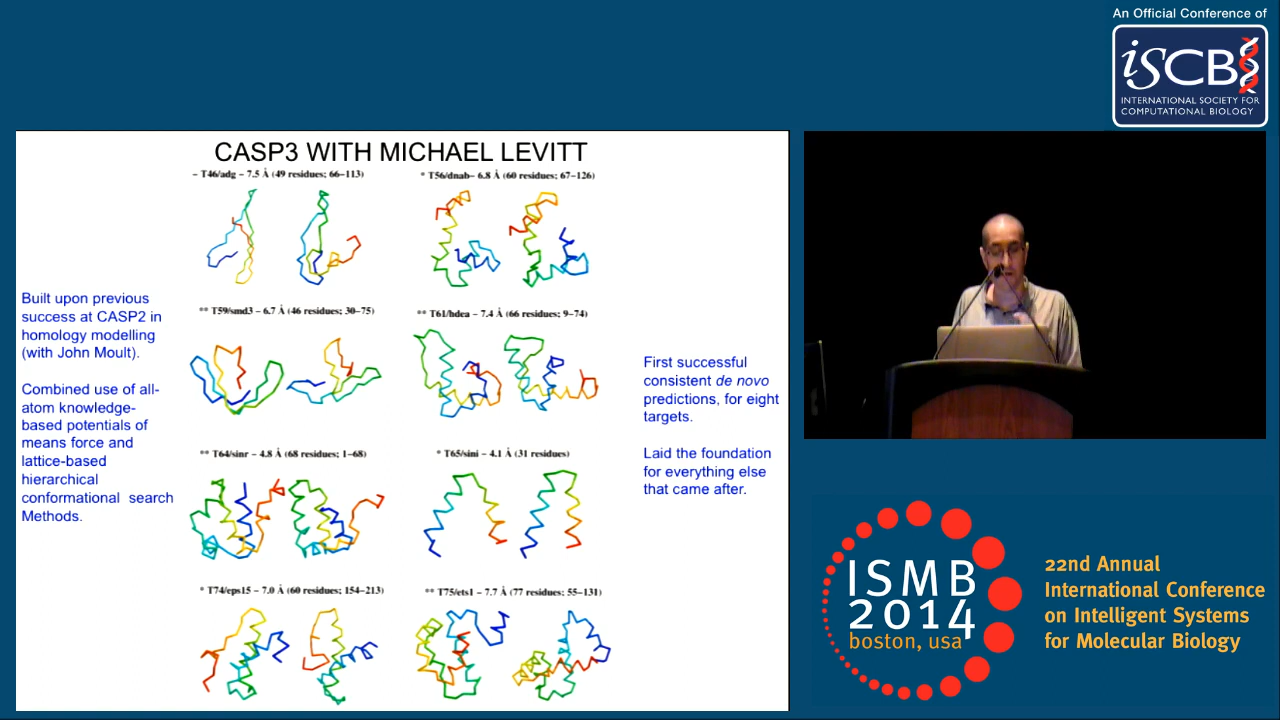 An Official Conference of
iSCB
INTERNATIONAL SOCIETY FOR
COMPUTATIONAL BIOLOGY
CASP3 WITH MICHAEL LEVITT
– T46/adg – 7.5 Å (49 residues; 66–113)
* T56/dnab– 6.8 Å (60 residues; 67–126)
** T59/smd3 – 6.7 Å (46 residues; 30–75)
** T61/hdea – 7.4 Å (66 residues; 9–74)
** T64/sinr – 4.8 Å (68 residues; 1–68)
* T65/sini – 4.1 Å (31 residues)
* T74/eps15 – 7.0 Å (60 residues; 154–213)
** T75/ets1 – 7.7 Å (77 residues; 55–131)
Built upon previous
success at CASP2 in
homology modelling
(with John Moult).
Combined use of all-
atom knowledge-
based potentials of
means force and
lattice-based
hierarchical
conformational search
Methods.
First successful
consistent de novo
predictions, for eight
targets.
Laid the foundation
for everything else
that came after.
ISMB
2014
boston, usa
22nd Annual
International Conference
on Intelligent Systems
for Molecular Biology